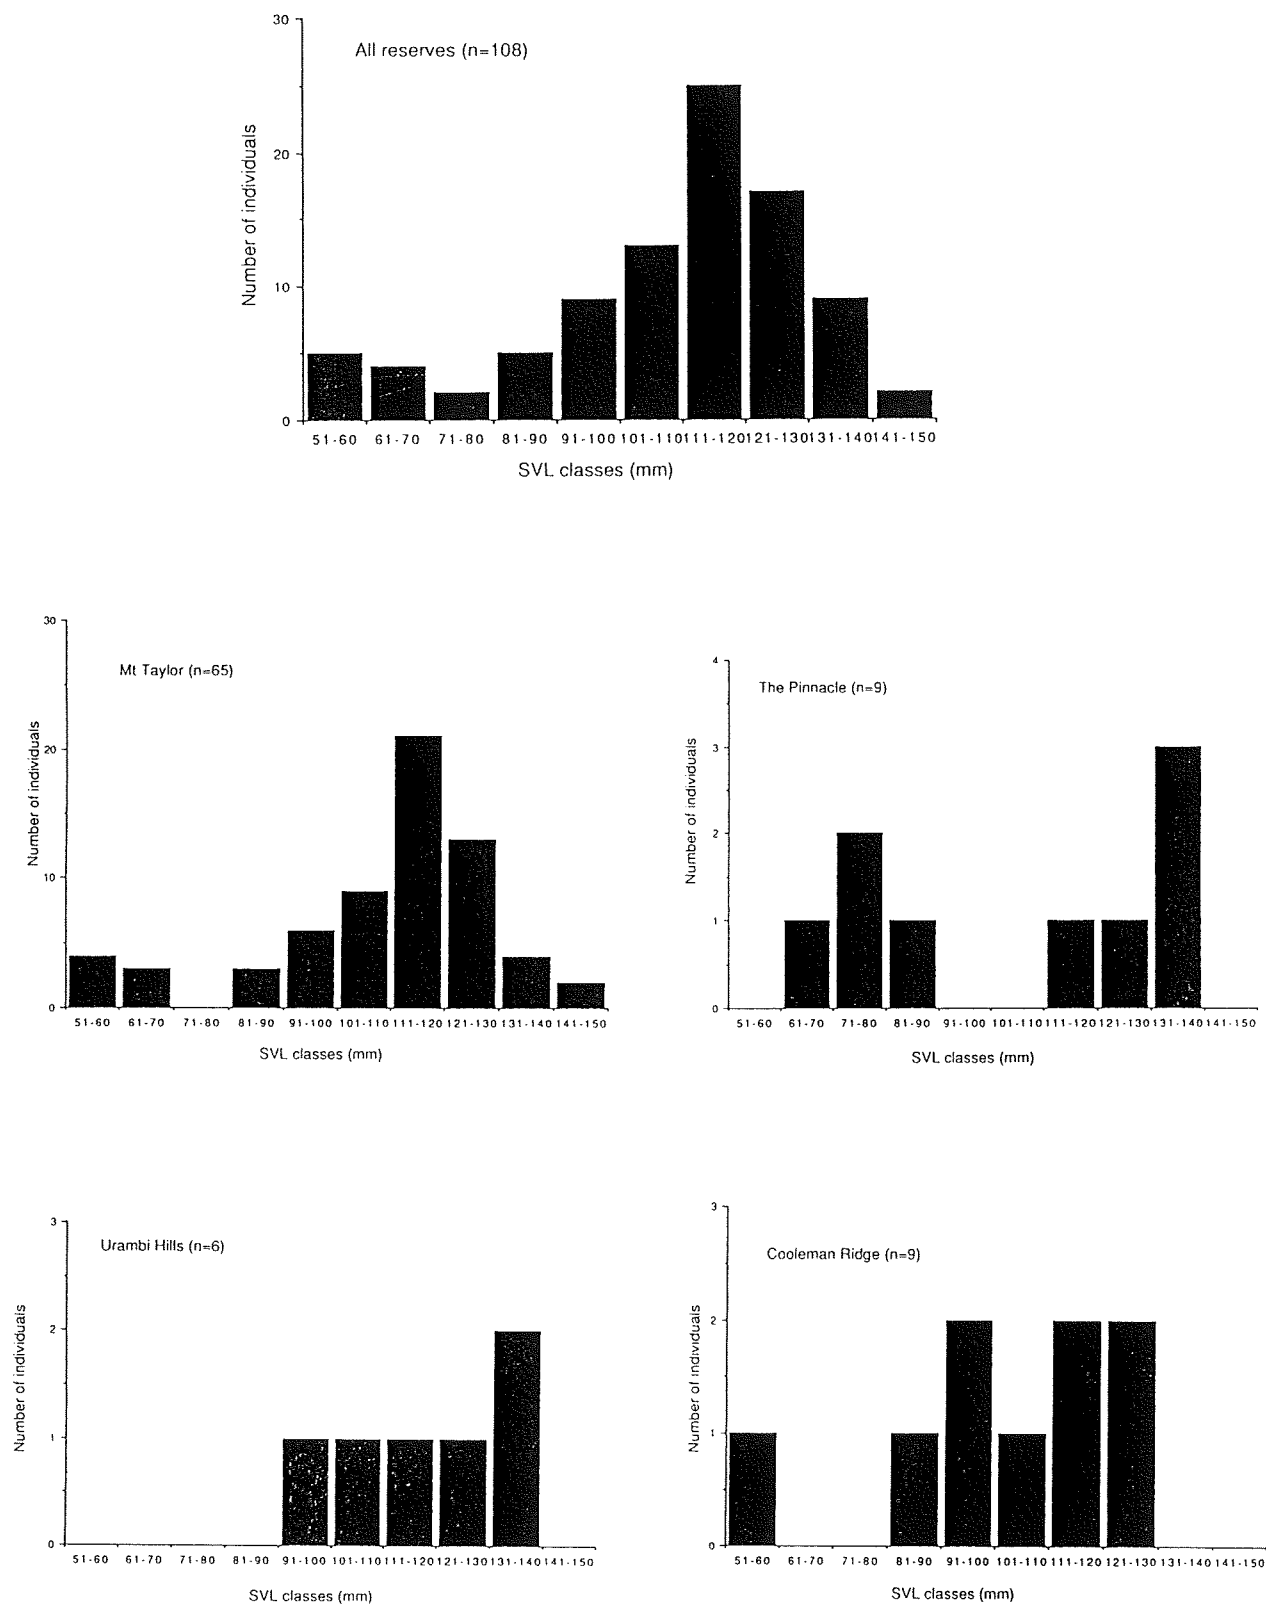 30
All reserves (n=108)
Number of individuals
20
10
0
51-60 61-70 71-80 81-90 91-100 101-110 111-120 121-130 131-140 141-150
SVL classes (mm)
30
Mt Taylor (n=65)
Number of individuals
20
10
0
51-60 61-70 71-80 81-90 91-100 101-110 111-120 121-130 131-140 141-150
SVL classes (mm)
4
The Pinnacle (n=9)
Number of individuals
3
2
1
0
51-60 61-70 71-80 81-90 91-100 101-110 111-120 121-130 131-140 141-150
SVL classes (mm)
3
Urambi Hills (n=6)
Number of individuals
2
1
0
51-60 61-70 71-80 81-90 91-100 101-110 111-120 121-130 131-140 141-150
SVL classes (mm)
3
Cooleman Ridge (n=9)
Number of individuals
2
1
0
51-60 61-70 71-80 81-90 91-100 101-110 111-120 121-130 131-140 141-150
SVL classes (mm)